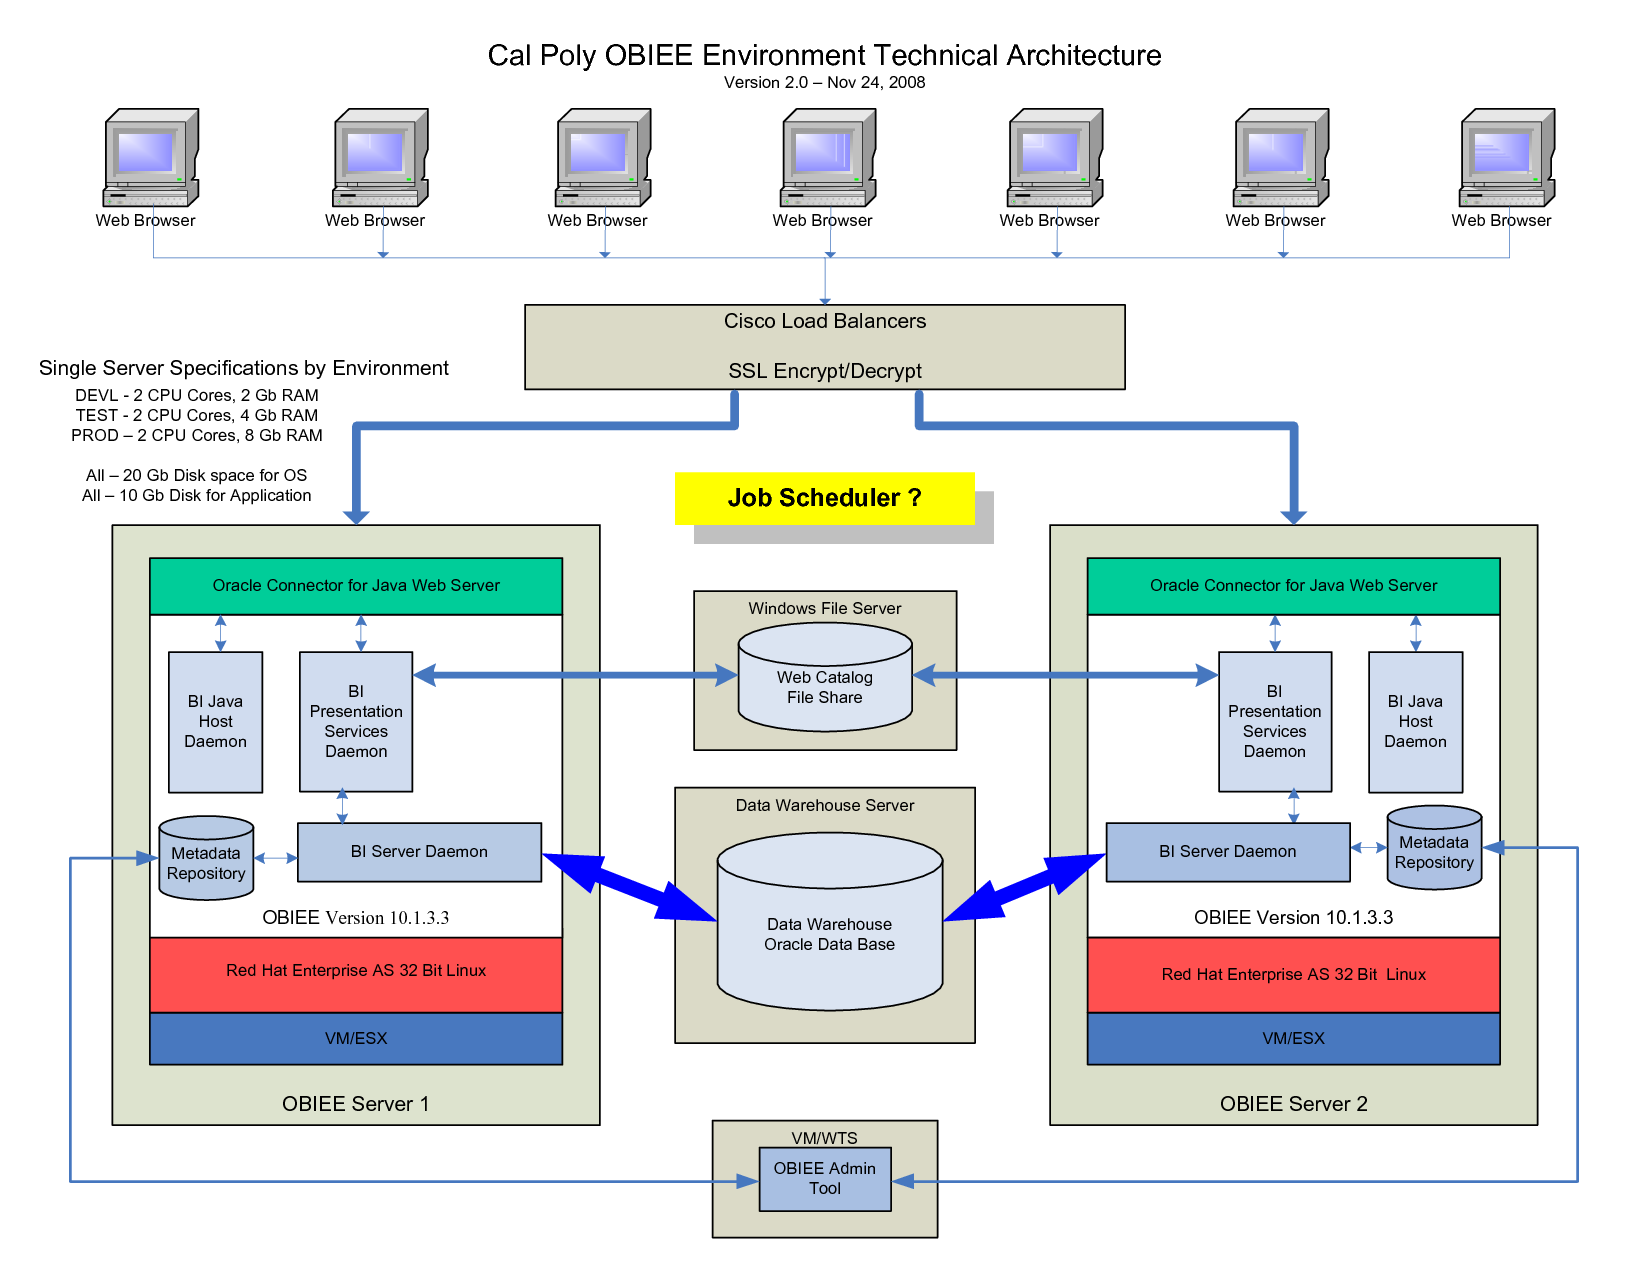 Cal Poly OBIEE Environment Technical Architecture
Version 2.0 – Nov 24, 2008
Web Browser
Web Browser
Web Browser
Web Browser
Web Browser
Web Browser
Web Browser
Cisco Load Balancers
SSL Encrypt/Decrypt
Single Server Specifications by Environment
DEVL - 2 CPU Cores, 2 Gb RAM
TEST - 2 CPU Cores, 4 Gb RAM
PROD – 2 CPU Cores, 8 Gb RAM
All – 20 Gb Disk space for OS
All – 10 Gb Disk for Application
Job Scheduler ?
Oracle Connector for Java Web Server
BI Java
Host
Daemon
BI
Presentation
Services
Daemon
Metadata
Repository
BI Server Daemon
OBIEE Version 10.1.3.3
Red Hat Enterprise AS 32 Bit Linux
VM/ESX
OBIEE Server 1
Windows File Server
Web Catalog
File Share
Data Warehouse Server
Data Warehouse
Oracle Data Base
Oracle Connector for Java Web Server
BI
Presentation
Services
Daemon
BI Java
Host
Daemon
BI Server Daemon
Metadata
Repository
OBIEE Version 10.1.3.3
Red Hat Enterprise AS 32 Bit  Linux
VM/ESX
OBIEE Server 2
VM/WTS
OBIEE Admin
Tool